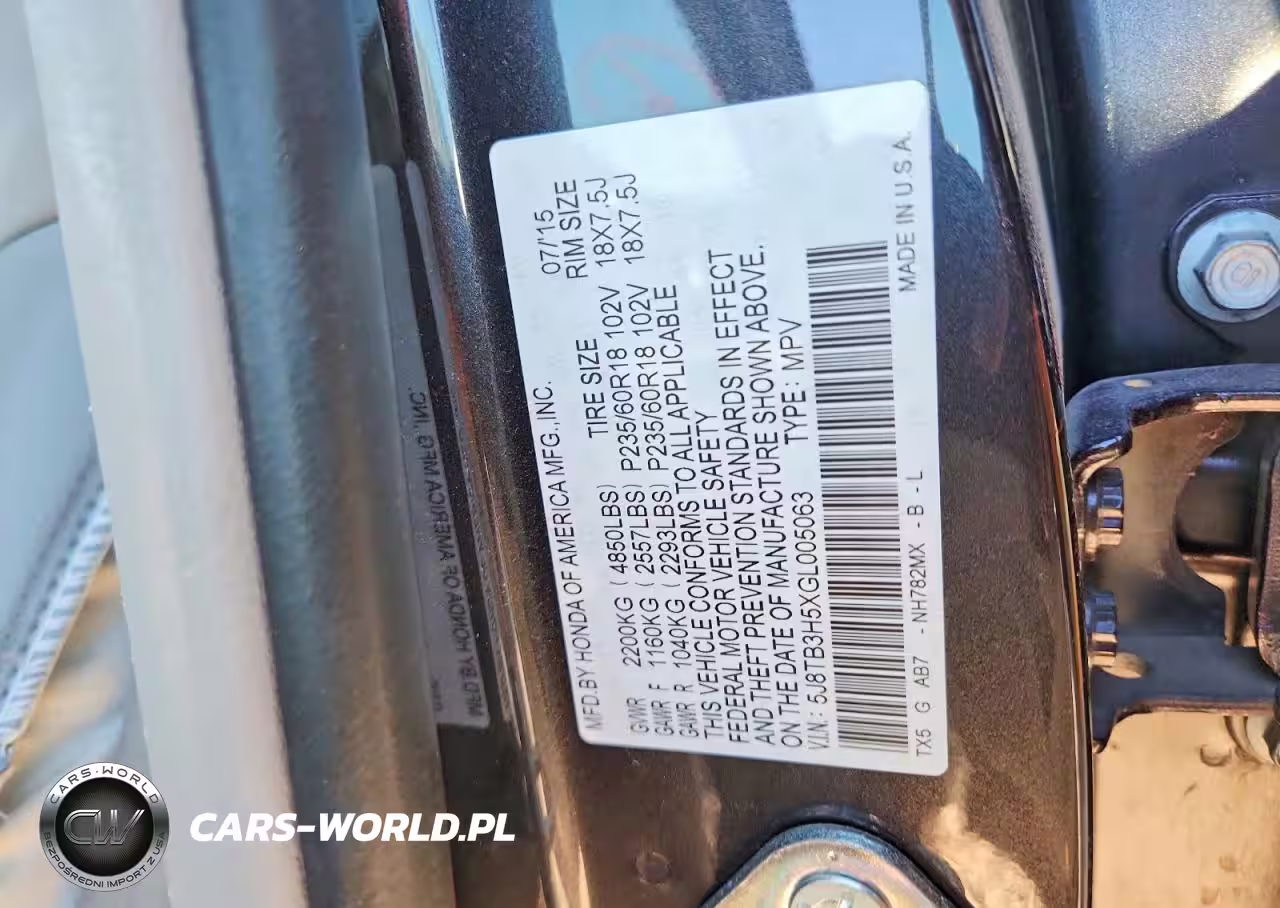 MFD.BY HONDA OF AMERICA MFG.,INC. 07/'15
TIRE SIZE RIM SIZE
GVWR 2200KG ( 4850LBS)
GAWR F 1160KG ( 2557LBS) P235/60R18 102V 18X7.5J
GAWR R 1040KG ( 2293LBS) P235/60R18 102V 18X7.5J
THIS VEHICLE CONFORMS TO ALL APPLICABLE
FEDERAL MOTOR VEHICLE SAFETY
AND THEFT PREVENTION STANDARDS IN EFFECT
ON THE DATE OF MANUFACTURE SHOWN ABOVE.
V.I.N : 5J8TB3H5XGL005063 TYPE : MPV
TX5 G AB7 - NH782MX - B - L MADE IN U.S.A.
MFD BY HONDA OF AMERICA MFG., INC.
CARS-WORLD
CW
BEZPOŚREDNI IMPORT Z USA
CARS-WORLD.PL